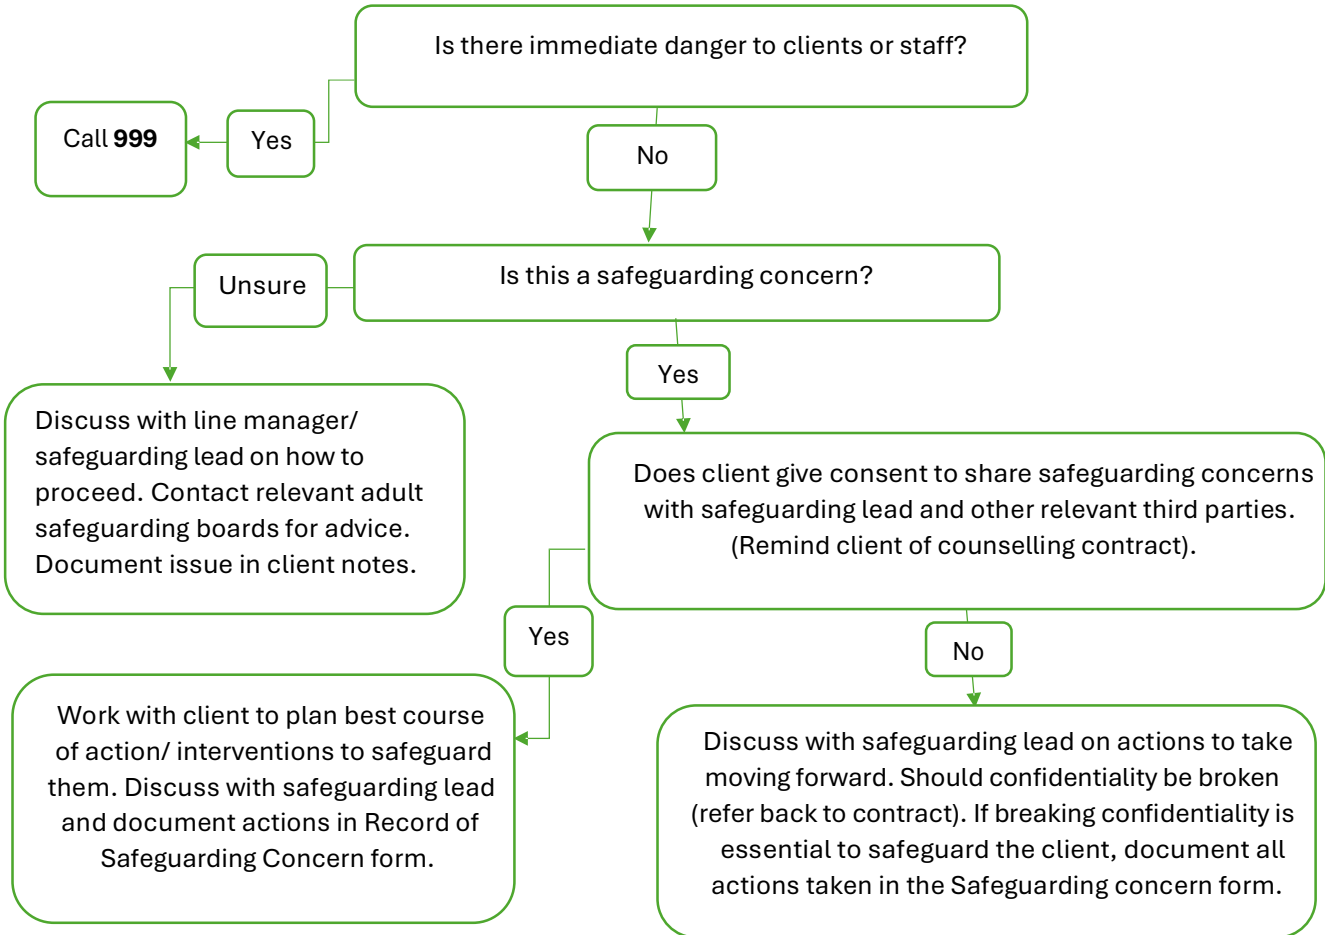 Is there immediate danger to clients or staff?
Yes
Call 999
No
Is this a safeguarding concern?
Unsure
Yes
Discuss with line manager/
safeguarding lead on how to
proceed. Contact relevant adult
safeguarding boards for advice.
Document issue in client notes.
Does client give consent to share safeguarding concerns
with safeguarding lead and other relevant third parties.
(Remind client of counselling contract).
Yes
No
Work with client to plan best course
of action/ interventions to safeguard
them. Discuss with safeguarding lead
and document actions in Record of
Safeguarding Concern form.
Discuss with safeguarding lead on actions to take
moving forward. Should confidentiality be broken
(refer back to contract). If breaking confidentiality is
essential to safeguard the client, document all
actions taken in the Safeguarding concern form.